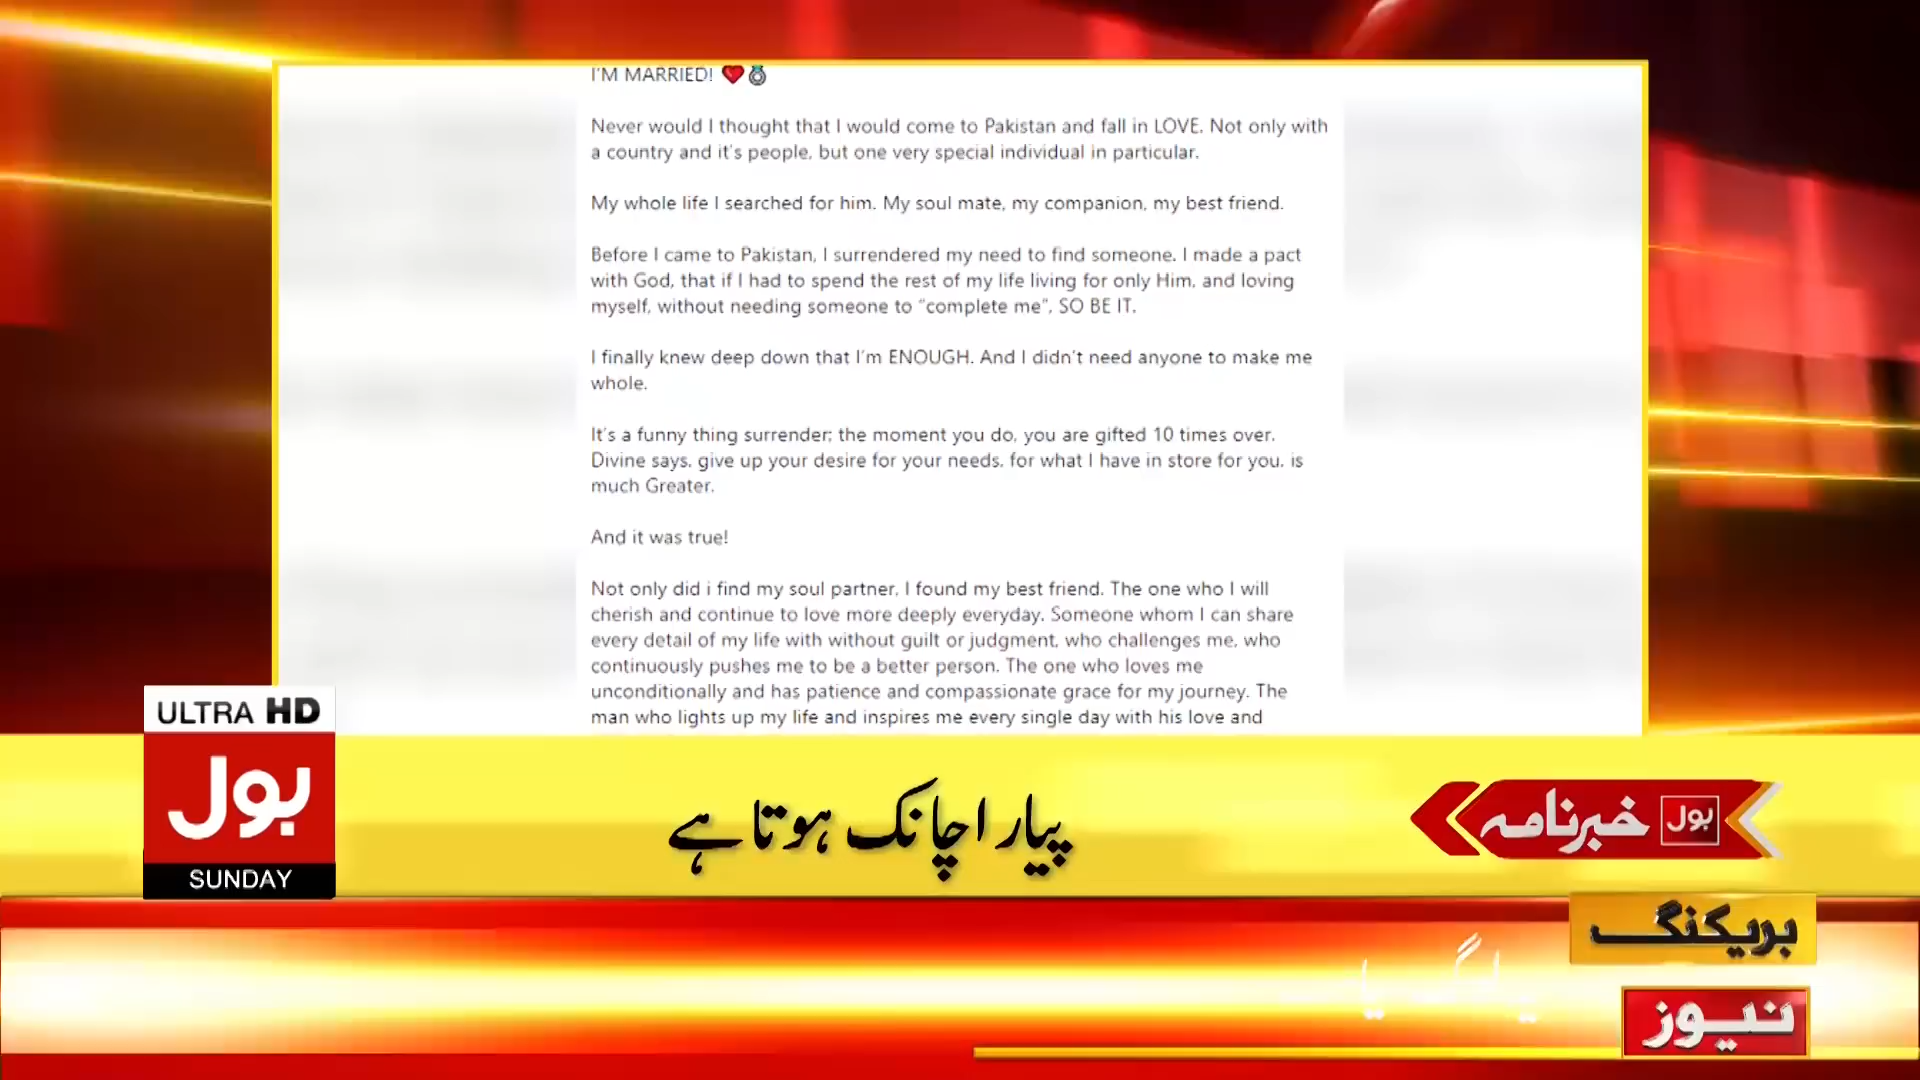 I'M MARRIED! ❤💍
Never would I thought that I would come to Pakistan and fall in LOVE. Not only with
a country and it's people, but one very special individual in particular.
My whole life I searched for him. My soul mate, my companion, my best friend.
Before I came to Pakistan, I surrendered my need to find someone. I made a pact
with God, that if I had to spend the rest of my life living for only Him, and loving
myself, without needing someone to "complete me", SO BE IT.
I finally knew deep down that I'm ENOUGH. And I didn't need anyone to make me
whole.
It's a funny thing surrender; the moment you do, you are gifted 10 times over.
Divine says, give up your desire for your needs, for what I have in store for you, is
much Greater.
And it was true!
Not only did i find my soul partner, I found my best friend. The one who I will
cherish and continue to love more deeply everyday. Someone whom I can share
every detail of my life with without guilt or judgment, who challenges me, who
continuously pushes me to be a better person. The one who loves me
unconditionally and has patience and compassionate grace for my journey. The
man who lights up my life and inspires me every single day with his love and
ULTRA HD
بول
SUNDAY
پیار اچانک ہوتا ہے
بول خبرنامہ
بریکنگ
نیوز